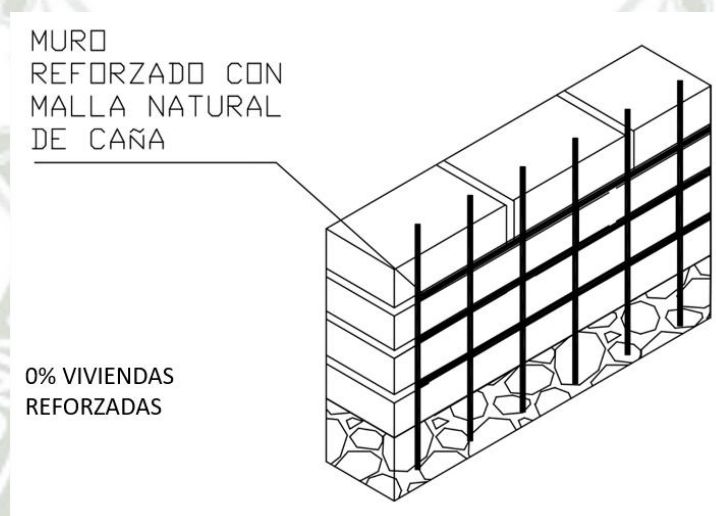 MURO
REFORZADO CON
MALLA NATURAL
DE CAñA
0% VIVIENDAS
REFORZADAS